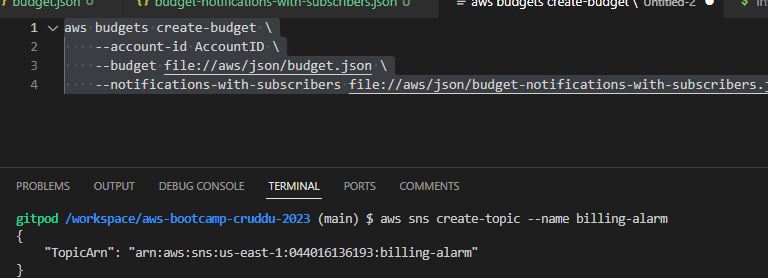 budget.json U budget-notifications-with-subscribers.json U aws budgets create-budget \ Untitled-2
1 aws budgets create-budget \
2 --account-id AccountID \
3 --budget file://aws/json/budget.json \
4 --notifications-with-subscribers file://aws/json/budget-notifications-with-subscribers.j
PROBLEMS OUTPUT DEBUG CONSOLE TERMINAL PORTS COMMENTS
gitpod /workspace/aws-bootcamp-cruddu-2023 (main) $ aws sns create-topic --name billing-alarm
{
"TopicArn": "arn:aws:sns:us-east-1:044016136193:billing-alarm"
}